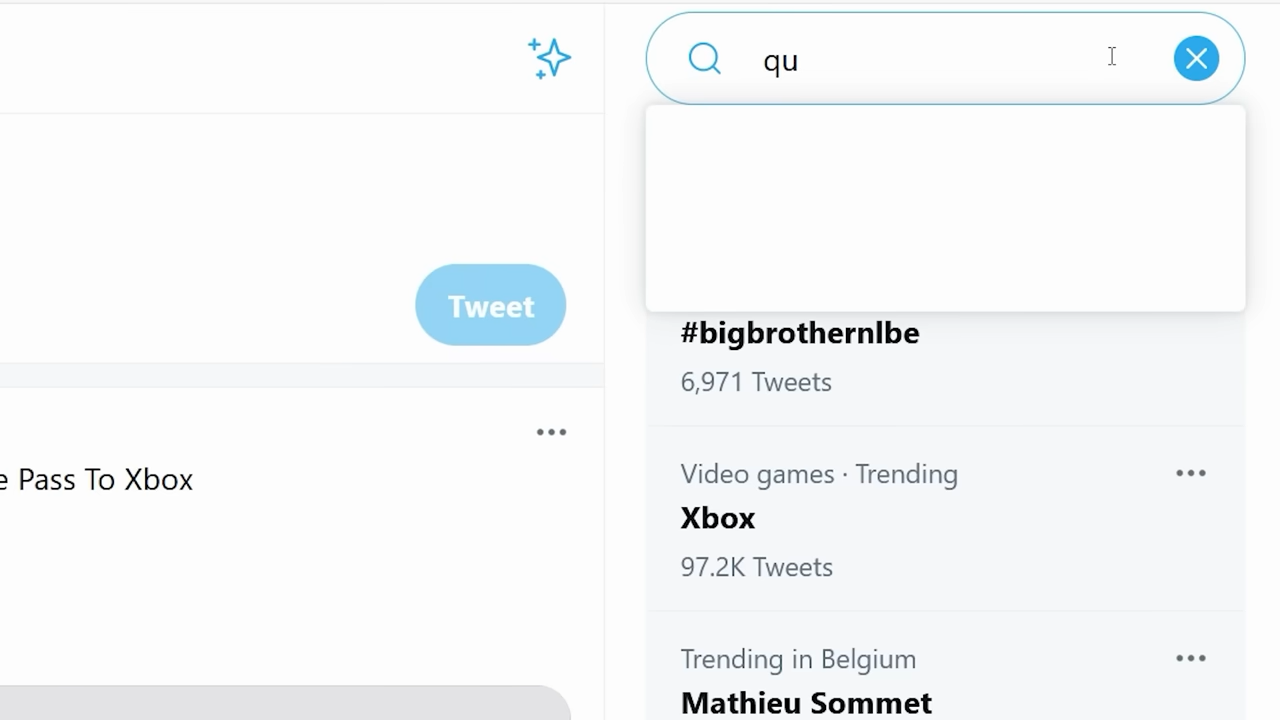 qu
Tweet
e Pass To Xbox
#bigbrothernlbe
6,971 Tweets
Video games · Trending
Xbox
97.2K Tweets
Trending in Belgium
Mathieu Sommet